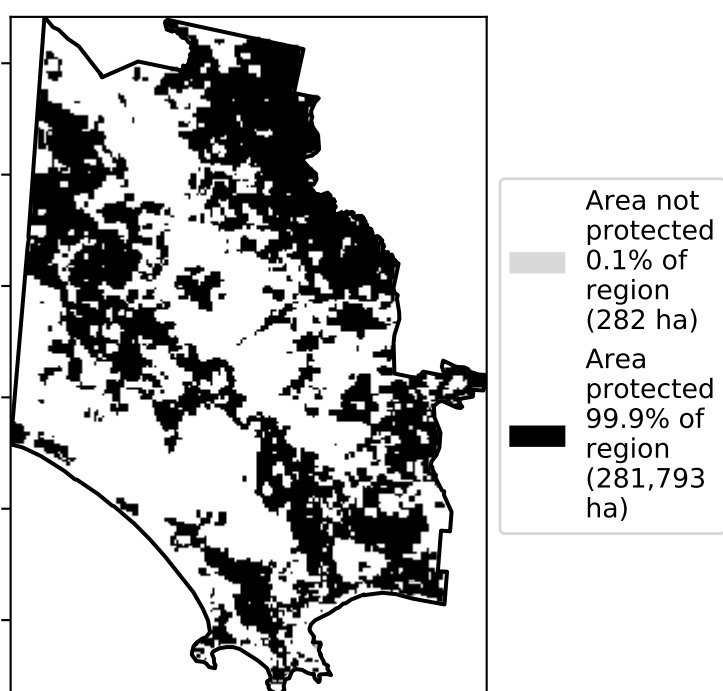 Area not
protected
0.1% of
region
(282 ha)
Area
protected
99.9% of
region
(281,793
ha)